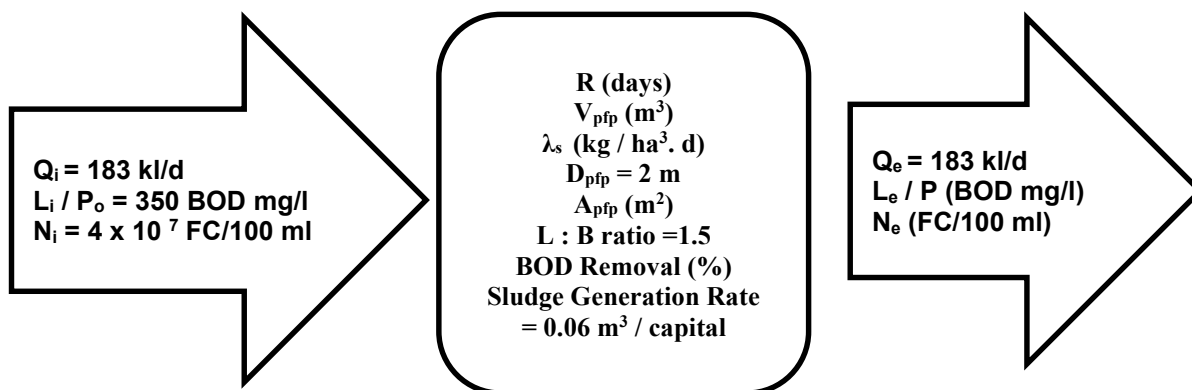 Qᵢ = 183 kl/d
Lᵢ / Pₒ = 350 BOD mg/l
Nᵢ = 4 x 10 ⁷ FC/100 ml
R (days)
Vₚfₚ (m³)
λₛ (kg / ha³. d)
Dₚfₚ = 2 m
Aₚfₚ (m²)
L : B ratio =1.5
BOD Removal (%)
Sludge Generation Rate
= 0.06 m³ / capital
Qₑ = 183 kl/d
Lₑ / P (BOD mg/l)
Nₑ (FC/100 ml)